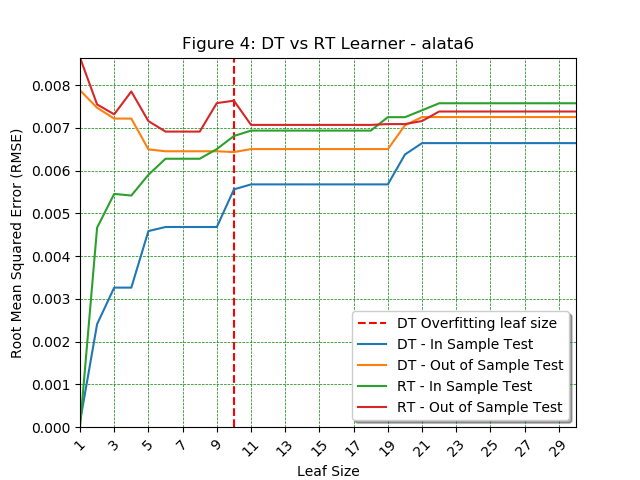 Figure 4: DT vs RT Learner - alata6
Root Mean Squared Error (RMSE)
0.008
0.007
0.006
0.005
0.004
0.003
0.002
0.001
0.000
DT Overfitting leaf size
DT - In Sample Test
DT - Out of Sample Test
RT - In Sample Test
RT - Out of Sample Test
1 3 5 7 9 11 13 15 17 19 21 23 25 27 29
Leaf Size